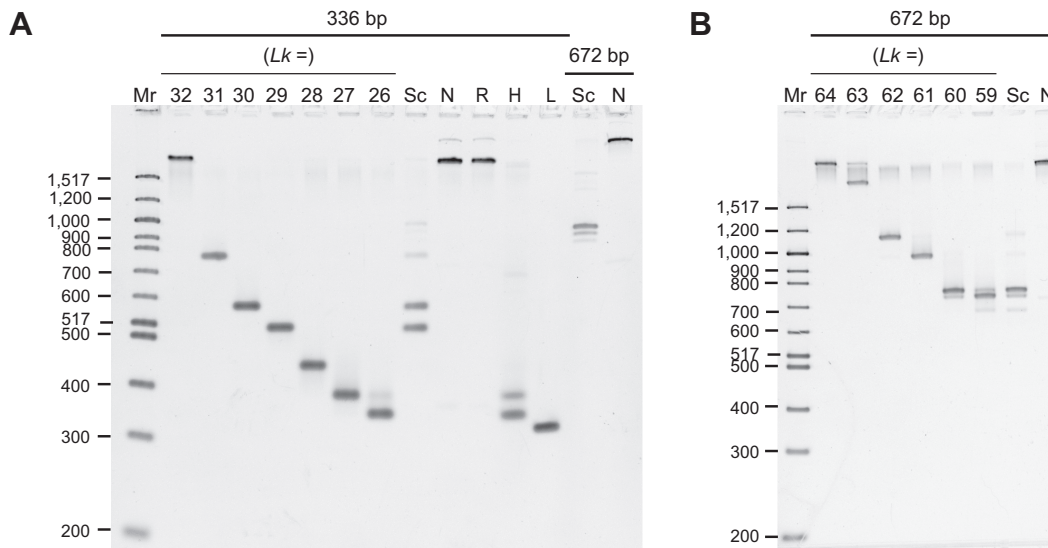 A
336 bp
672 bp
(Lk =)
Mr 32 31 30 29 28 27 26 Sc N R H L Sc N
1,517
1,200
1,000
900
800
700
600
517
500
400
300
200
B
672 bp
(Lk =)
Mr 64 63 62 61 60 59 Sc N
1,517
1,200
1,000
900
800
700
600
517
500
400
300
200